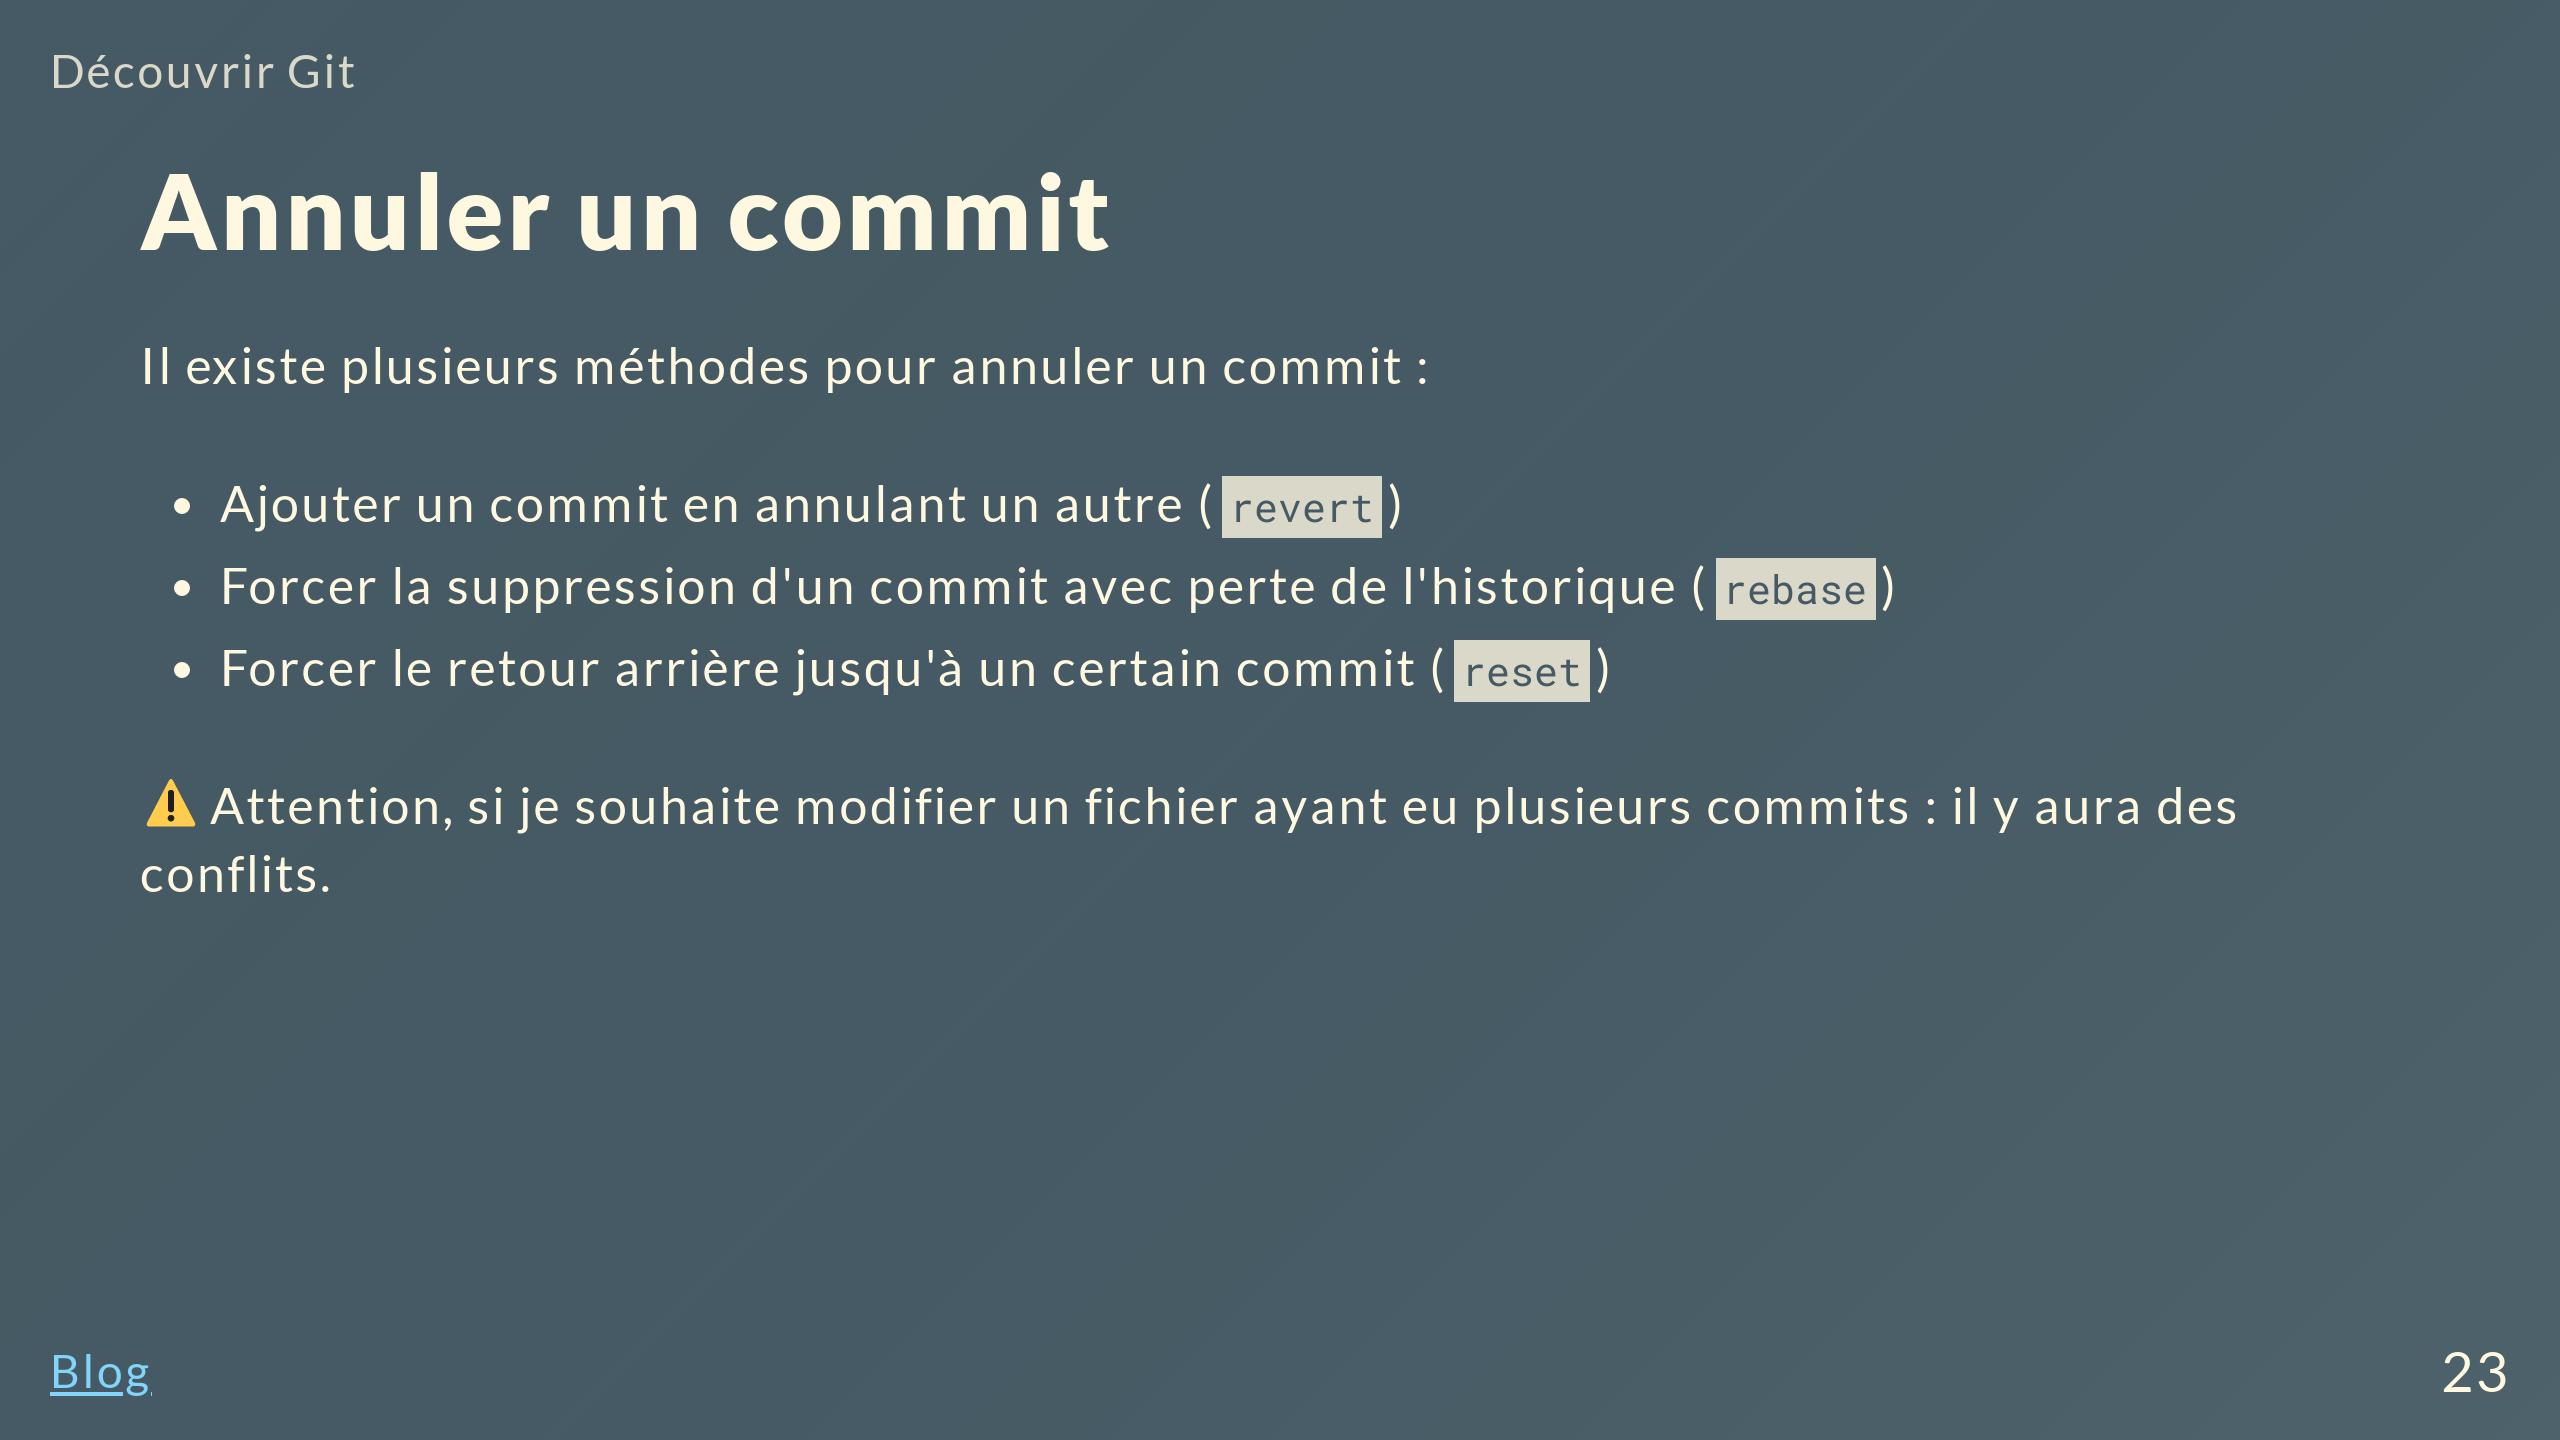 Découvrir Git
Annuler un commit
Il existe plusieurs méthodes pour annuler un commit :
• Ajouter un commit en annulant un autre ( revert )
• Forcer la suppression d'un commit avec perte de l'historique ( rebase )
• Forcer le retour arrière jusqu'à un certain commit ( reset )
⚠️ Attention, si je souhaite modifier un fichier ayant eu plusieurs commits : il y aura des
conflits.
Blog
23